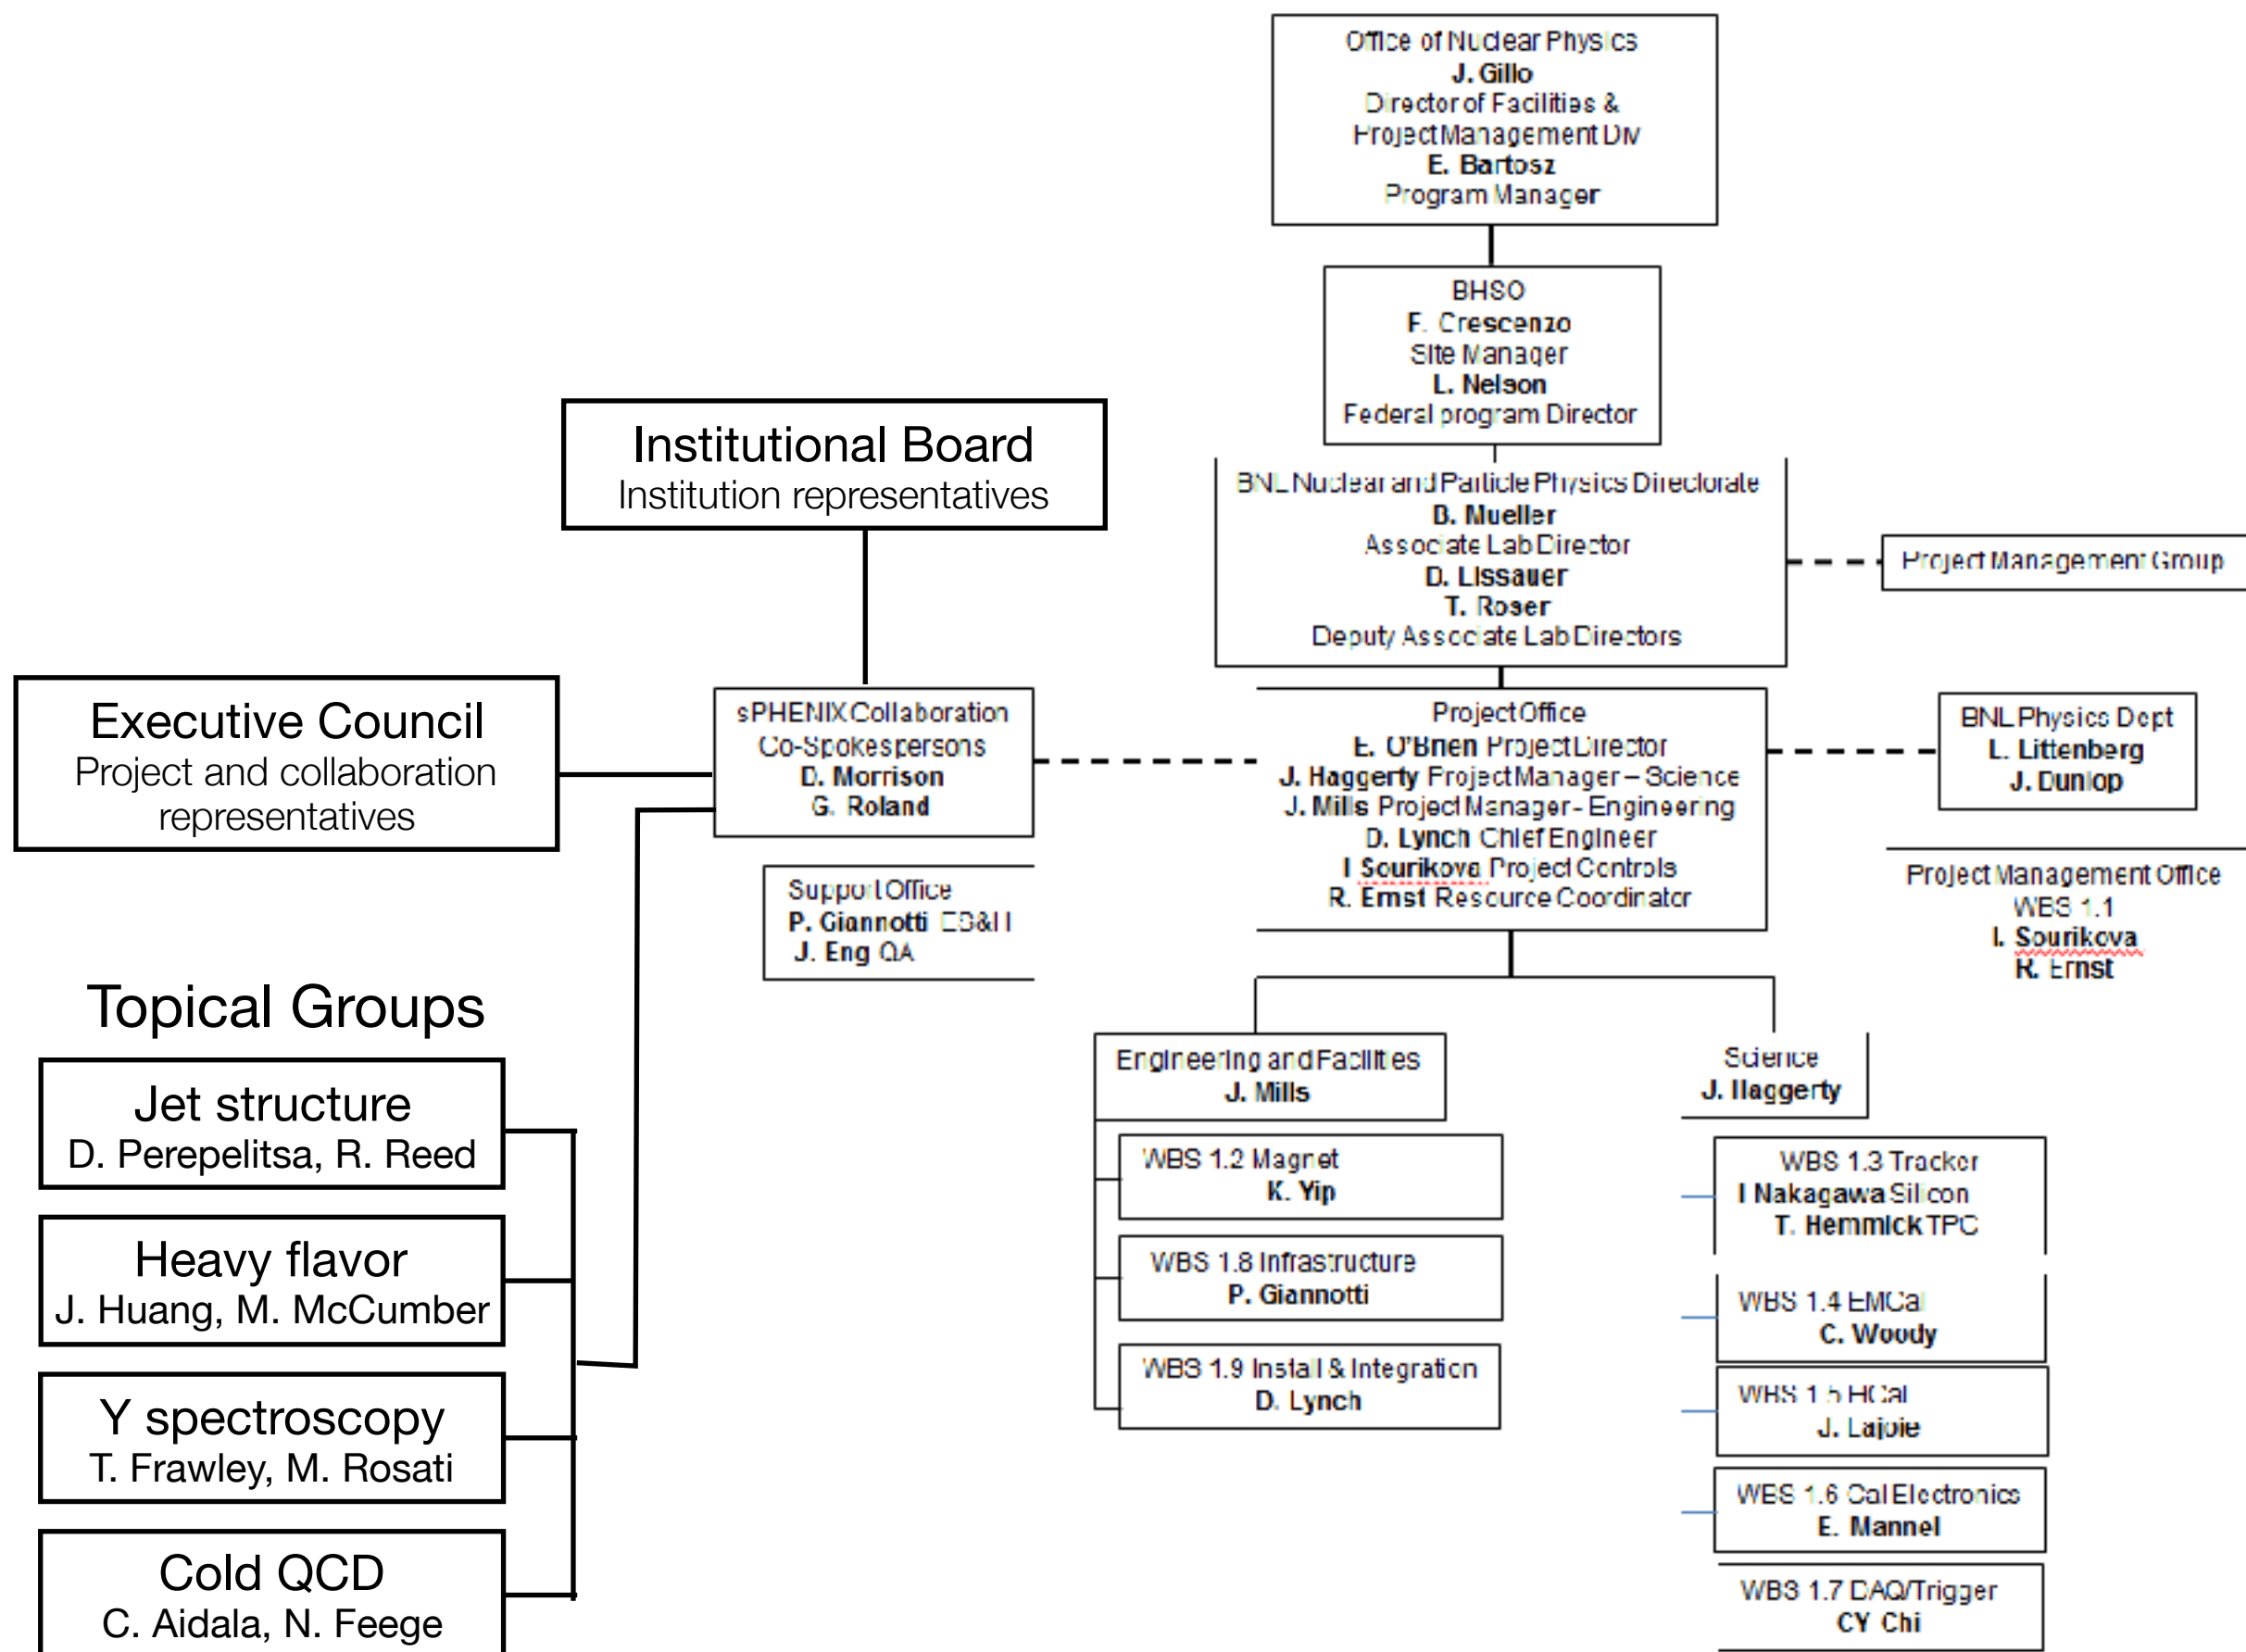 Office of Nuclear Physics
J. Gillo
Director of Facilities &
Project Management Div
E. Bartosz
Program Manager
BHSO
F. Crescenzo
Site Manager
L. Nelson
Federal program Director
Institutional Board
Institution representatives
BNL Nuclear and Particle Physics Directorate
B. Mueller
Associate Lab Director
D. Lissauer
T. Roser
Deputy Associate Lab Directors
Project Management Group
Executive Council
Project and collaboration
representatives
sPHENIX Collaboration
Co-Spokespersons
D. Morrison
G. Roland
Project Office
E. O'Brien Project Director
J. Haggerty Project Manager – Science
J. Mills Project Manager - Engineering
D. Lynch Chief Engineer
I Sourikova Project Controls
R. Ernst Resource Coordinator
BNL Physics Dept
L. Littenberg
J. Dunlop
Support Office
P. Giannotti ES&H
J. Eng QA
Project Management Office
WBS 1.1
I. Sourikova
R. Ernst
Topical Groups
Jet structure
D. Perepelitsa, R. Reed
Heavy flavor
J. Huang, M. McCumber
Y spectroscopy
T. Frawley, M. Rosati
Cold QCD
C. Aidala, N. Feege
Engineering and Facilities
J. Mills
WBS 1.2 Magnet
K. Yip
WBS 1.8 Infrastructure
P. Giannotti
WBS 1.9 Install & Integration
D. Lynch
Science
J. Haggerty
WBS 1.3 Tracker
I Nakagawa Silicon
T. Hemmick TPC
WBS 1.4 EMCal
C. Woody
WBS 1.5 HCal
J. Lajoie
WBS 1.6 Cal Electronics
E. Mannel
WBS 1.7 DAQ/Trigger
CY Chi